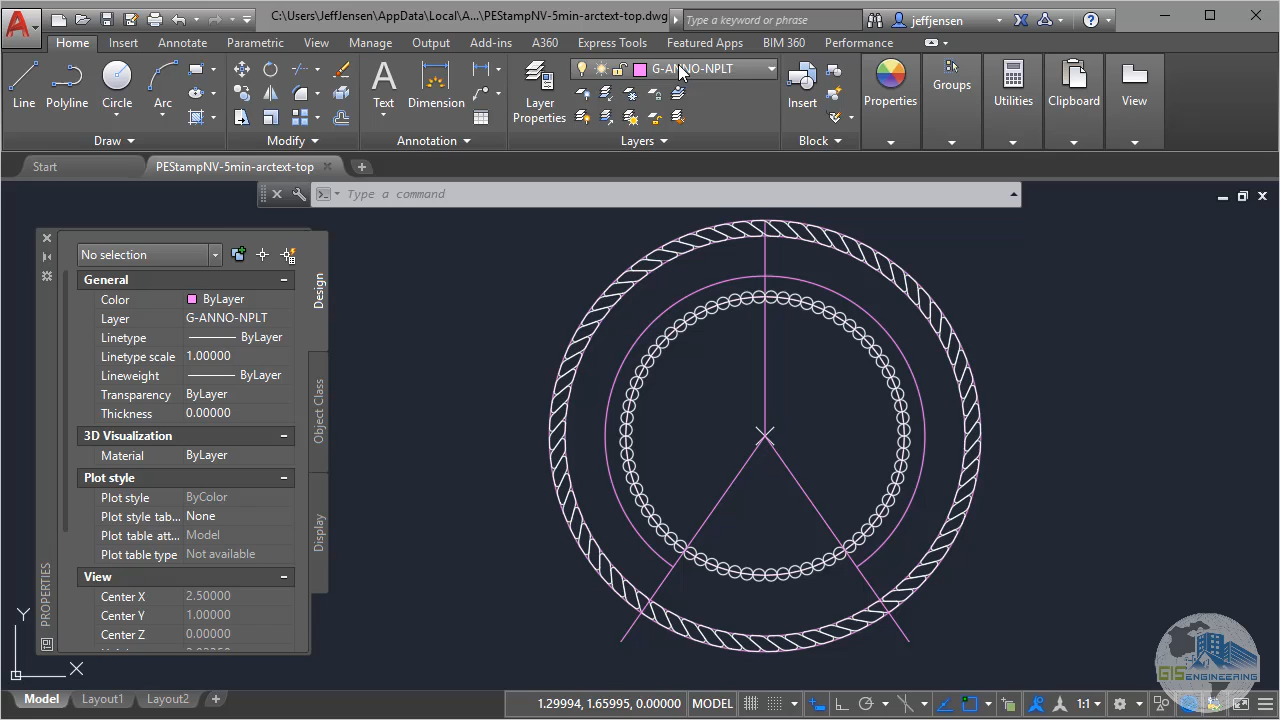 C:\Users\JeffJensen\AppData\Local\A...\PEStampNV-5min-arctext-top.dwg
Type a keyword or phrase
jeffjensen
Home Insert Annotate Parametric View Manage Output Add-ins A360 Express Tools Featured Apps BIM 360 Performance
G-ANNO-NPLT
Line Polyline Circle Arc
Text Dimension
Layer
Properties
Insert
Properties
Groups
Utilities
Clipboard
View
Draw Modify Annotation Layers Block
Start PEStampNV-5min-arctext-top
Type a command
No selection
General
Color ByLayer
Layer G-ANNO-NPLT
Linetype ByLayer
Linetype scale 1.00000
Lineweight ByLayer
Transparency ByLayer
Thickness 0.00000
3D Visualization
Material ByLayer
Plot style
Plot style ByColor
Plot style tab... None
Plot table att... Model
Plot table type Not available
View
Center X 2.50000
Center Y 1.00000
Center Z 0.00000
Design
Object Class
Display
PROPERTIES
Y
X
GIS ENGINEERING
Model Layout1 Layout2
1.29994, 1.65995, 0.00000 MODEL 1:1